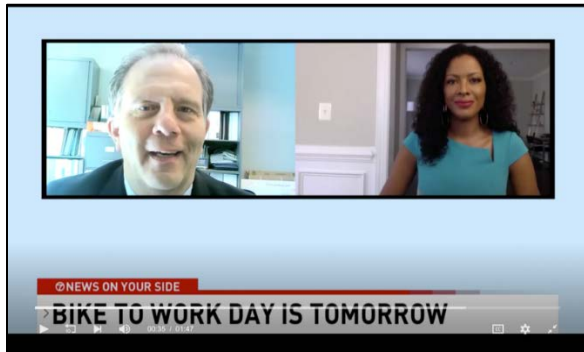 ⑦NEWS ON YOUR SIDE
BIKE TO WORK DAY IS TOMORROW
00:35 / 01:47